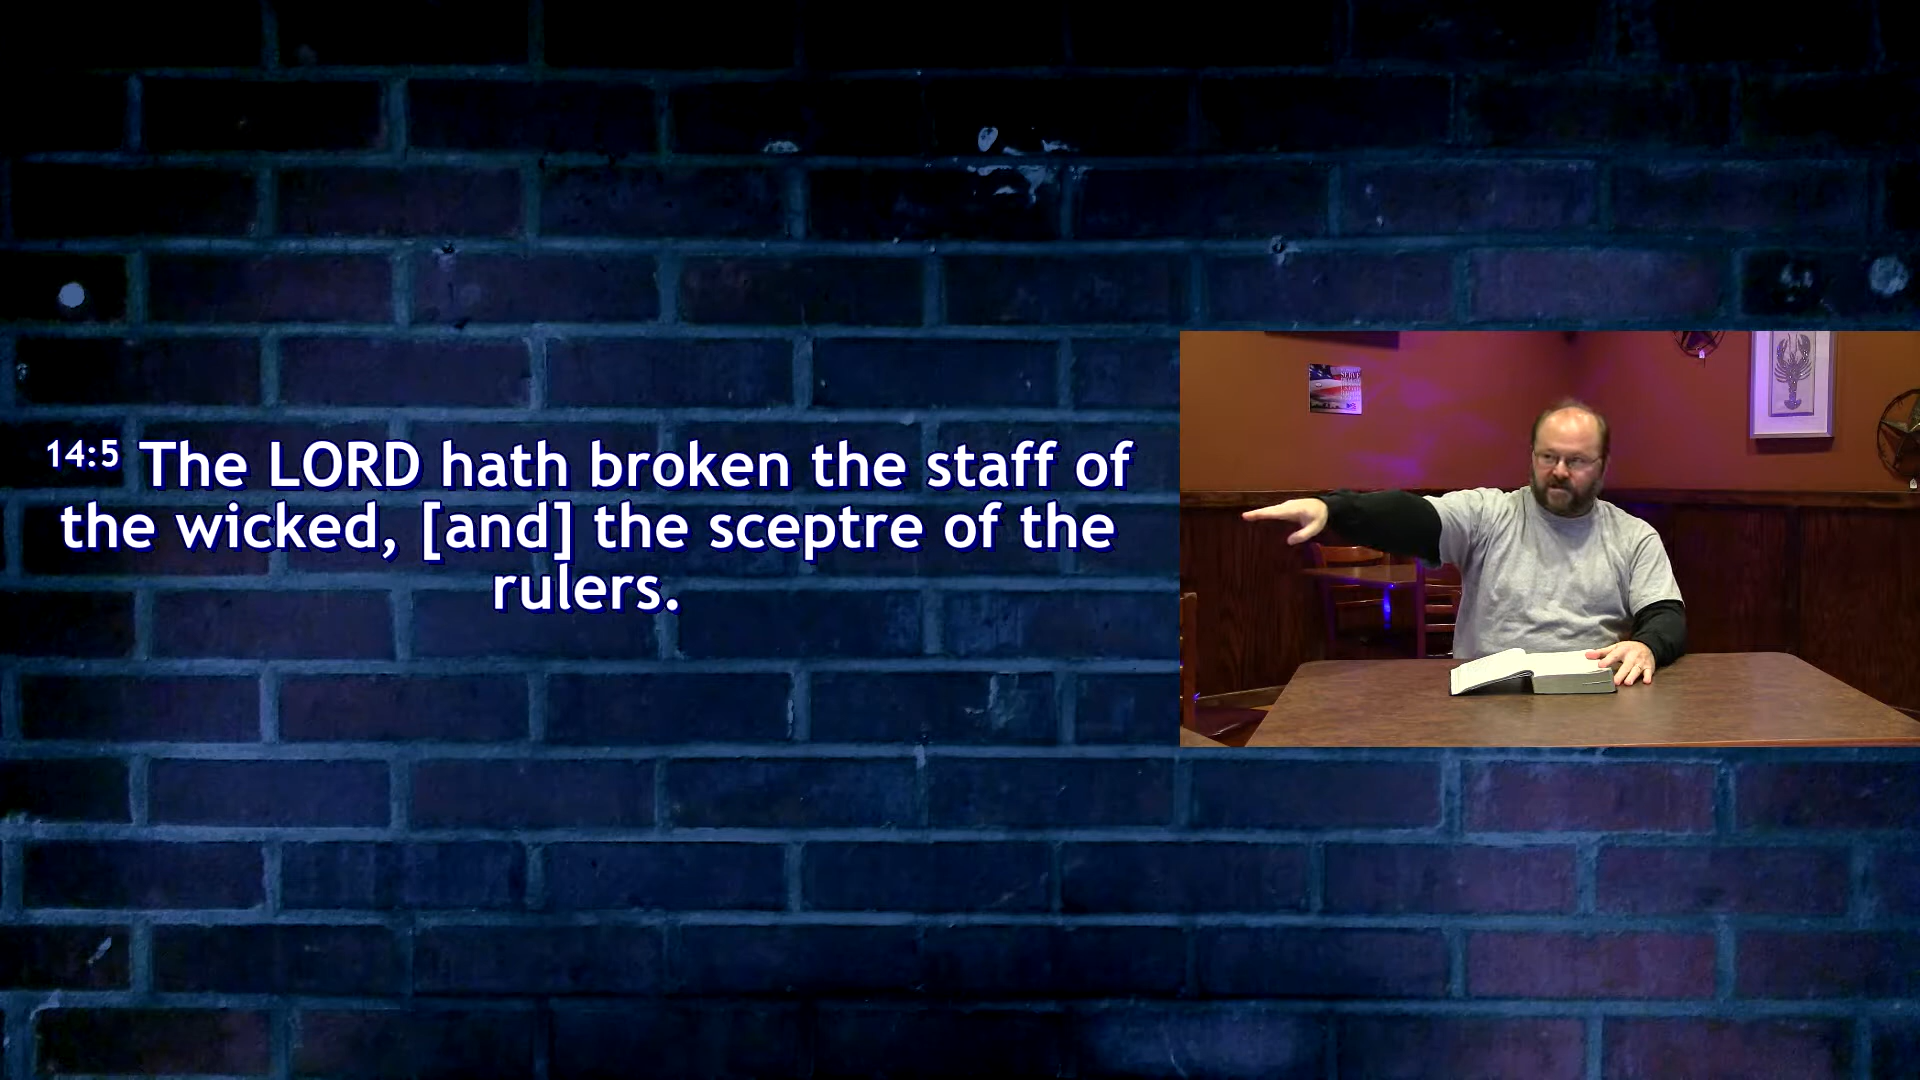 14:5 The LORD hath broken the staff of
the wicked, [and] the sceptre of the
rulers.